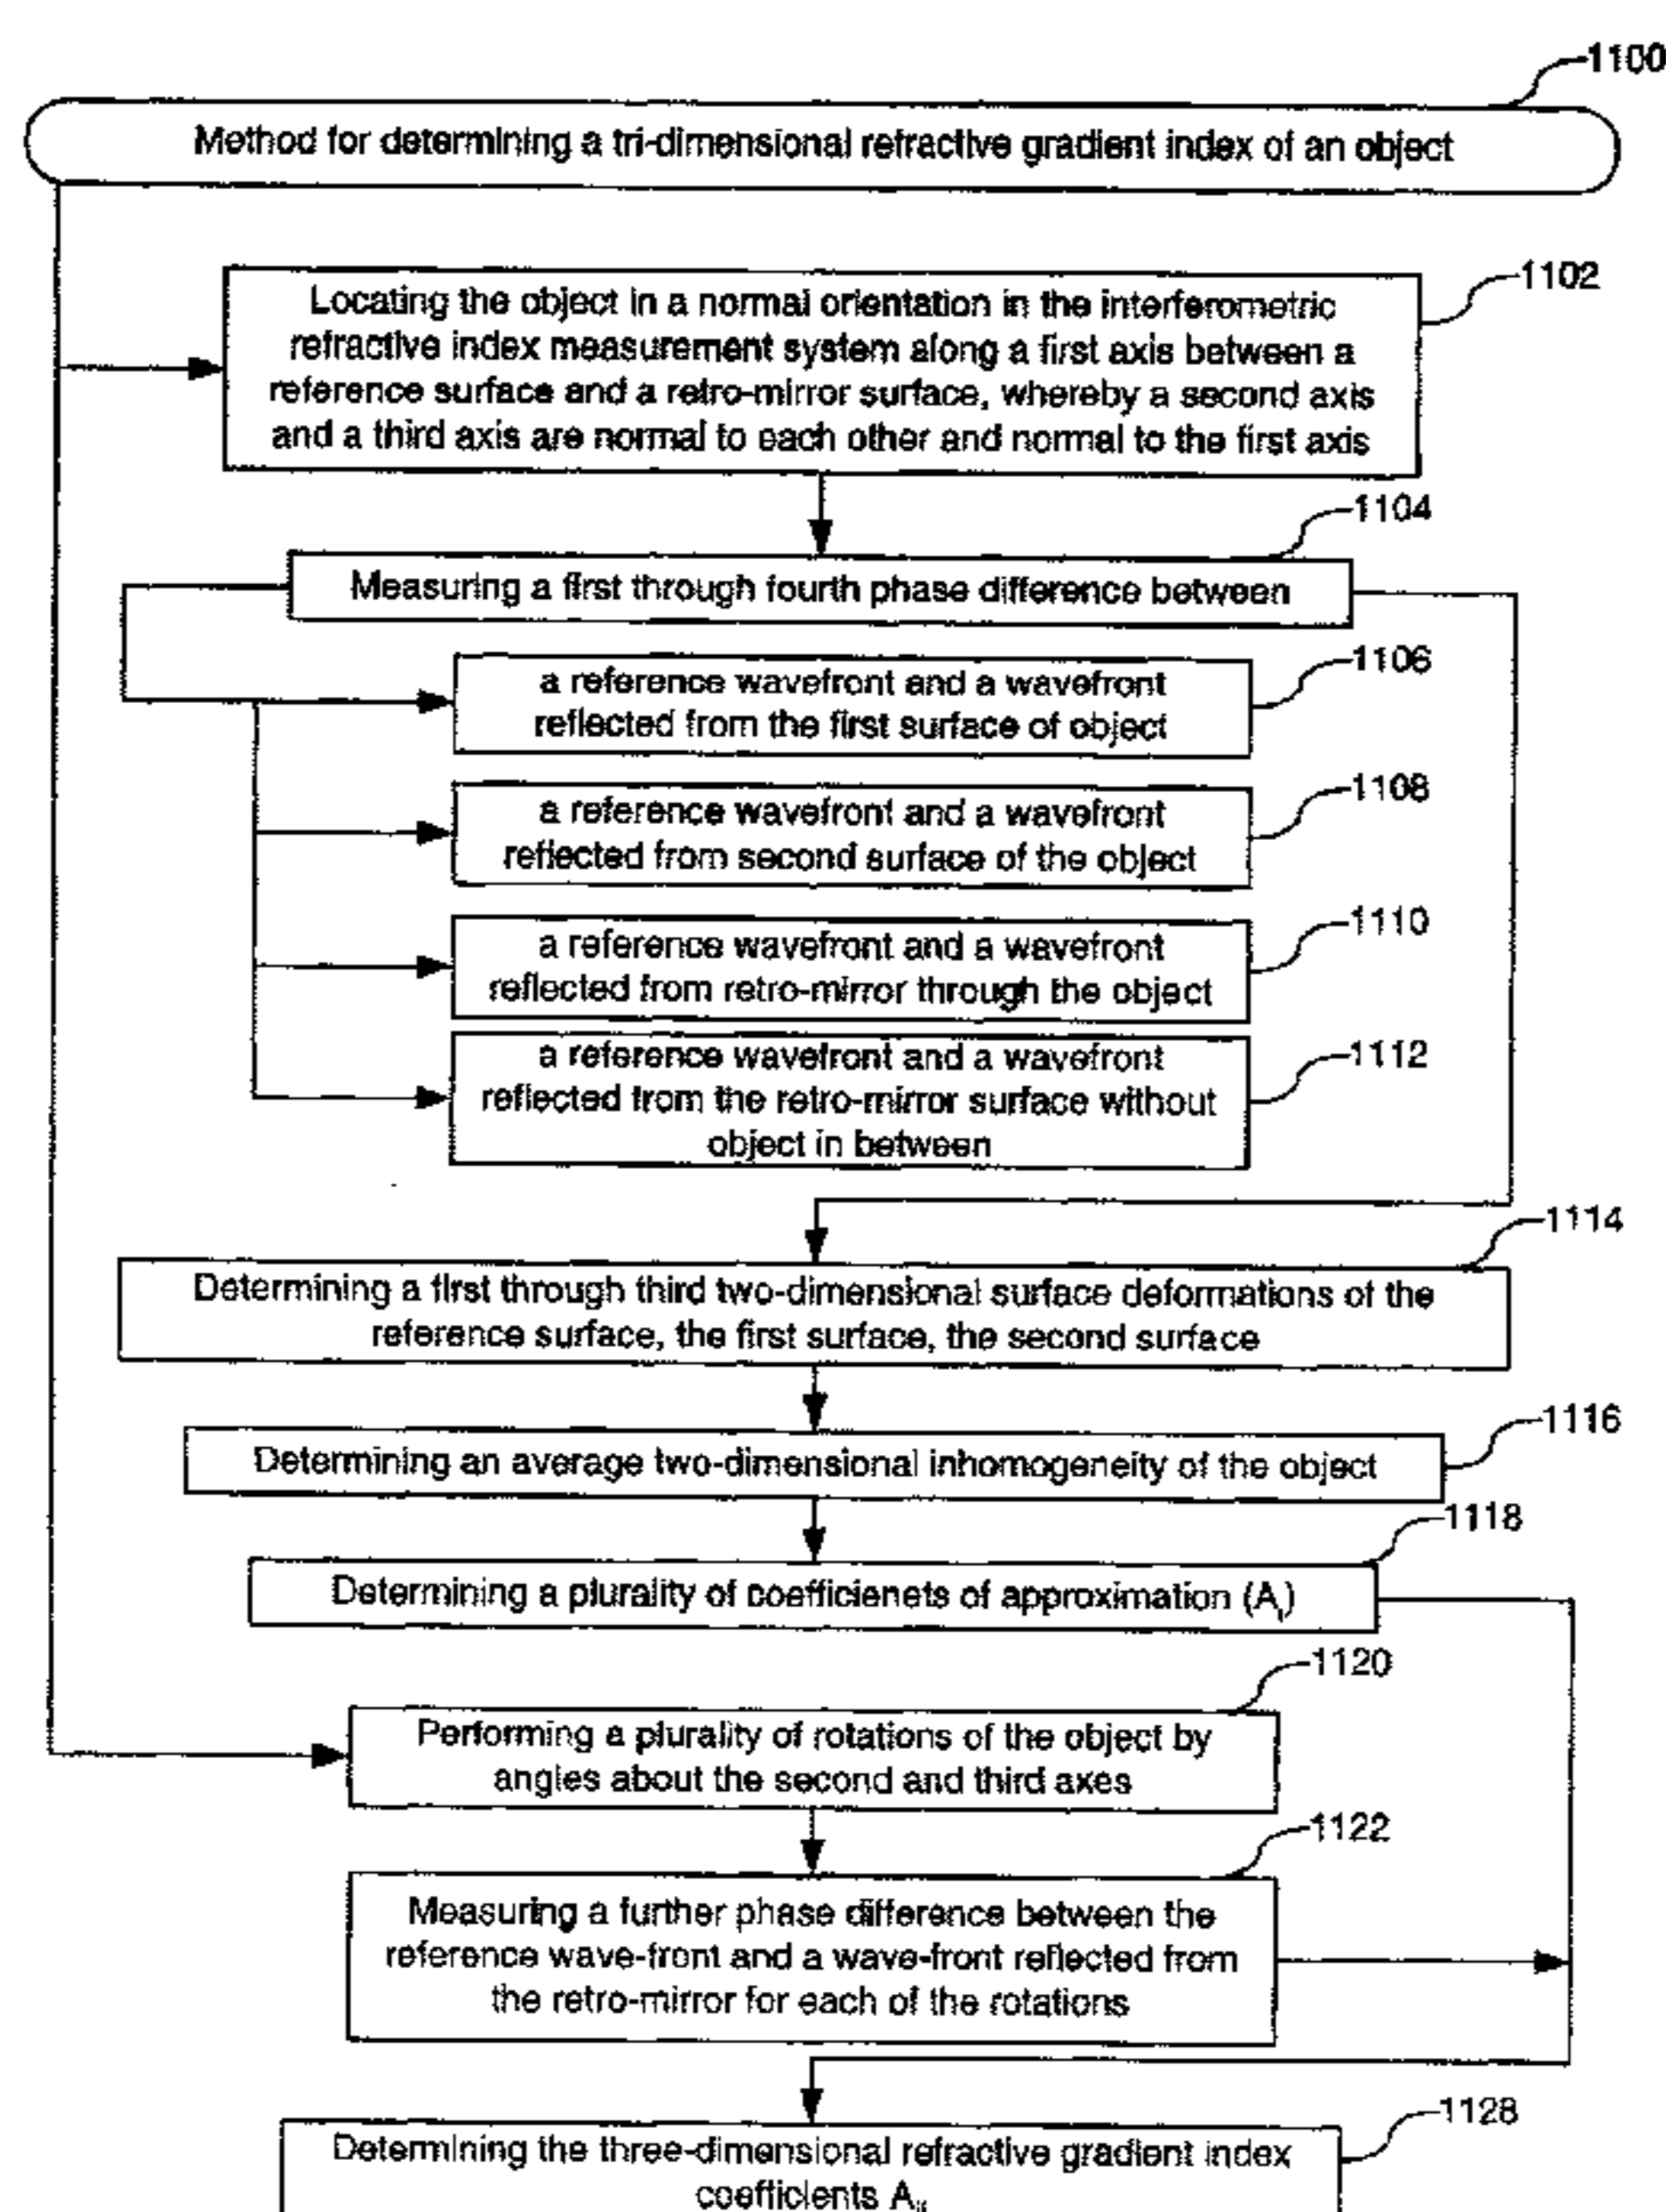 1100
Method for determining a tri-dimensional refractive gradient index of an object
1102
Locating the object in a normal orientation in the interferometric
refractive index measurement system along a first axis between a
reference surface and a retro-mirror surface, whereby a second axis
and a third axis are normal to each other and normal to the first axis
1104
Measuring a first through fourth phase difference between
1106
a reference wavefront and a wavefront
reflected from the first surface of object
1108
a reference wavefront and a wavefront
reflected from second surface of the object
1110
a reference wavefront and a wavefront
reflected from retro-mirror through the object
1112
a reference wavefront and a wavefront
reflected from the retro-mirror surface without
object in between
1114
Determining a first through third two-dimensional surface deformations of the
reference surface, the first surface, the second surface
1116
Determining an average two-dimensional inhomogeneity of the object
1118
Determining a plurality of coefficienets of approximation (Ai)
1120
Performing a plurality of rotations of the object by
angles about the second and third axes
1122
Measuring a further phase difference between the
reference wave-front and a wave-front reflected from
the retro-mirror for each of the rotations
1128
Determining the three-dimensional refractive gradient index
coefficients